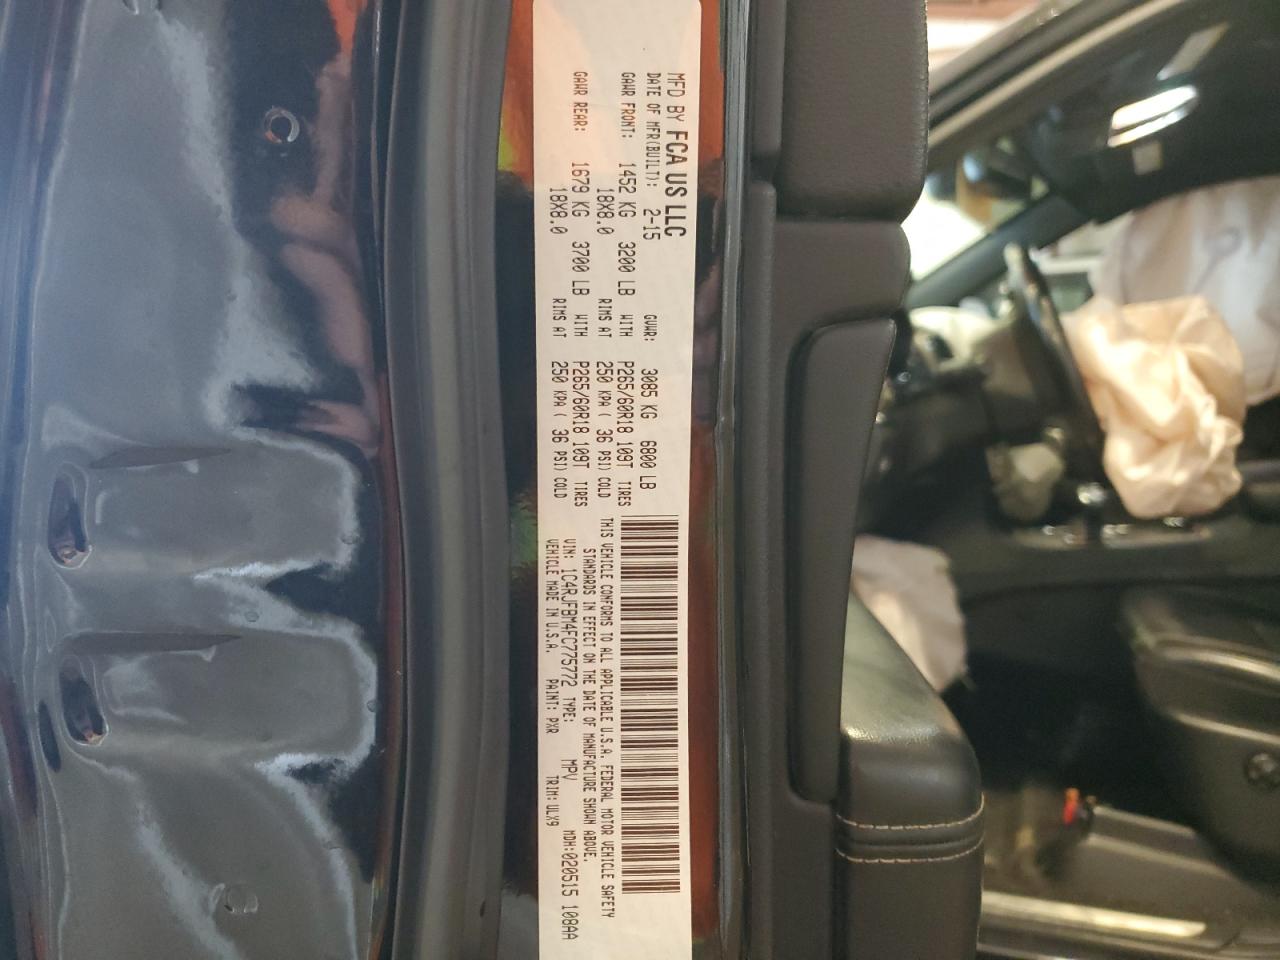 MFD BY FCA US LLC
DATE OF MFR(BUILT): 2-15 GVWR: 3085 KG 6800 LB
GAWR FRONT: 1452 KG 3200 LB WITH P265/60R18 109T TIRES
18X8.0 RIMS AT 250 KPA ( 36 PSI) COLD
GAWR REAR: 1679 KG 3700 LB WITH P265/60R18 109T TIRES
18X8.0 RIMS AT 250 KPA ( 36 PSI) COLD
THIS VEHICLE CONFORMS TO ALL APPLICABLE U.S.A. FEDERAL MOTOR VEHICLE SAFETY
STANDARDS IN EFFECT ON THE DATE OF MANUFACTURE SHOWN ABOVE.
VIN: 1C4RJFBM4FC775772 TYPE: MPV MDH:020515 108AA
VEHICLE MADE IN U.S.A. PAINT: PXR TRIM:ULX9